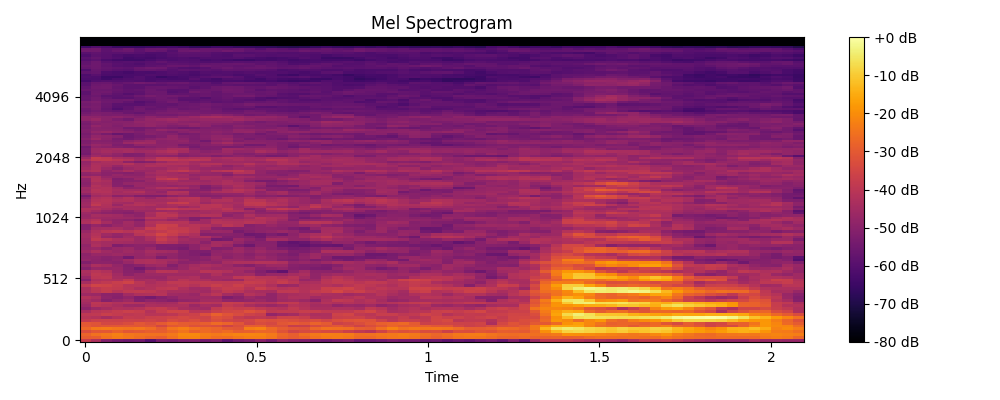 Mel Spectrogram
+0 dB
-10 dB
-20 dB
-30 dB
-40 dB
-50 dB
-60 dB
-70 dB
-80 dB
4096
2048
1024
512
0
Hz
0
0.5
1
1.5
2
Time